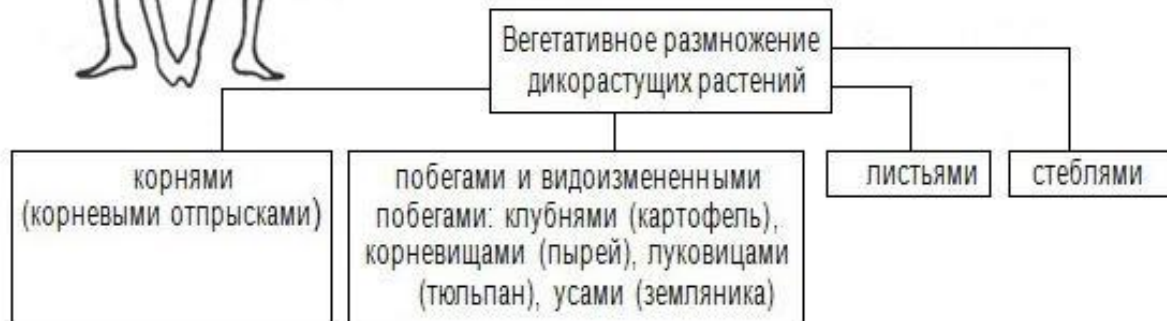 Вегетативное размножение
дикорастущих растений
корнями
(корневыми отпрысками)
побегами и видоизмененными
побегами: клубнями (картофель),
корневищами (пырей), луковицами
(тюльпан), усами (земляника)
листьями
стеблями